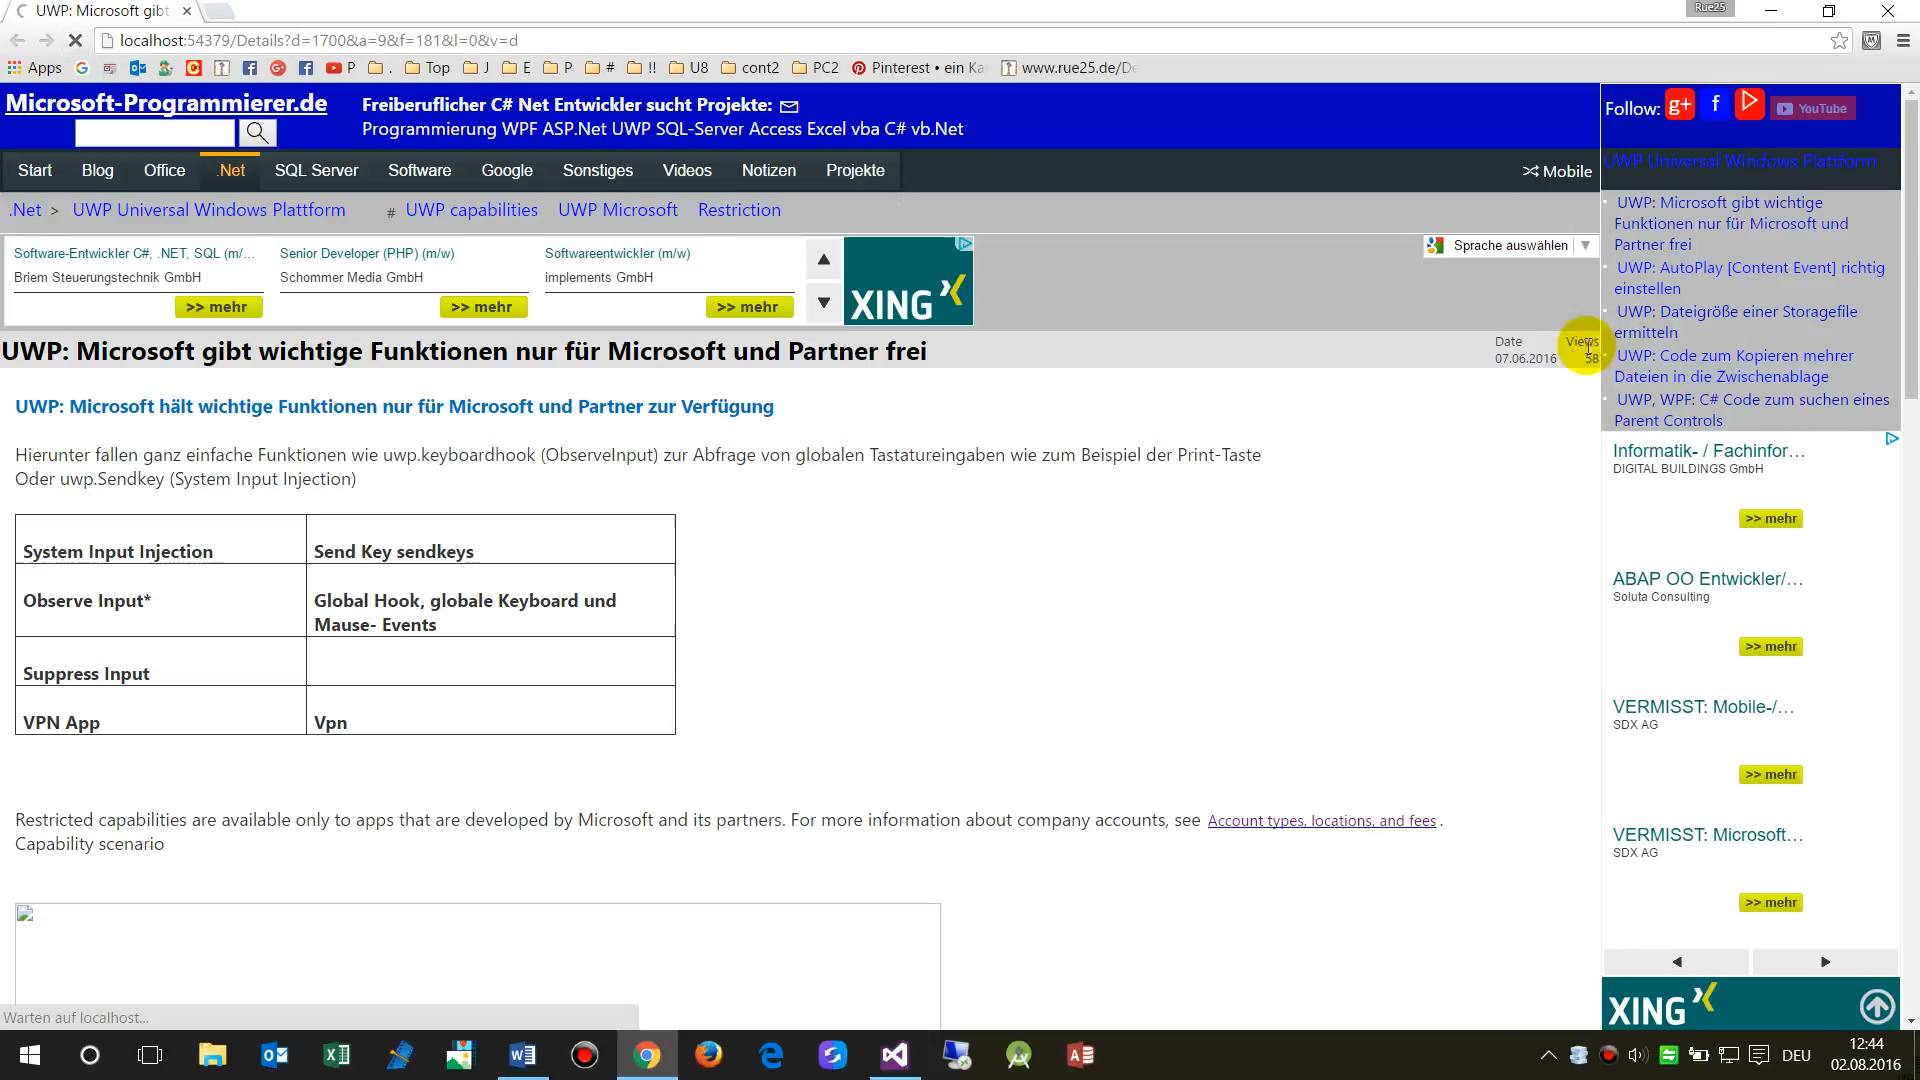 UWP: Microsoft gibt
Rue25
localhost:54379/Details?d=1700&a=9&f=181&l=0&v=d
Apps P . Top J E P # !! U8 cont2 PC2 Pinterest • ein Ka www.rue25.de/De
Microsoft-Programmierer.de
Freiberuflicher C# Net Entwickler sucht Projekte:
Programmierung WPF ASP.Net UWP SQL-Server Access Excel vba C# vb.Net
Follow: g+ f YouTube
Start Blog Office .Net SQL Server Software Google Sonstiges Videos Notizen Projekte
Mobile
UWP Universal Windows Plattform
.Net > UWP Universal Windows Plattform # UWP capabilities UWP Microsoft Restriction
Software-Entwickler C#, .NET, SQL (m/...
Briem Steuerungstechnik GmbH
>> mehr
Senior Developer (PHP) (m/w)
Schommer Media GmbH
>> mehr
Softwareentwickler (m/w)
implements GmbH
>> mehr
XING
Sprache auswählen
UWP: Microsoft gibt wichtige Funktionen nur für Microsoft und Partner frei
Date
07.06.2016
Views
58
UWP: Microsoft hält wichtige Funktionen nur für Microsoft und Partner zur Verfügung
Hierunter fallen ganz einfache Funktionen wie uwp.keyboardhook (ObserveInput) zur Abfrage von globalen Tastatureingaben wie zum Beispiel der Print-Taste
Oder uwp.Sendkey (System Input Injection)
System Input Injection
Send Key sendkeys
Observe Input*
Global Hook, globale Keyboard und
Mause- Events
Suppress Input
VPN App
Vpn
Restricted capabilities are available only to apps that are developed by Microsoft and its partners. For more information about company accounts, see Account types, locations, and fees .
Capability scenario
UWP: Microsoft gibt wichtige
Funktionen nur für Microsoft und
Partner frei
UWP: AutoPlay [Content Event] richtig
einstellen
UWP: Dateigröße einer Storagefile
ermitteln
UWP: Code zum Kopieren mehrer
Dateien in die Zwischenablage
UWP, WPF: C# Code zum suchen eines
Parent Controls
Informatik- / Fachinfor...
DIGITAL BUILDINGS GmbH
>> mehr
ABAP OO Entwickler/...
Soluta Consulting
>> mehr
VERMISST: Mobile-/...
SDX AG
>> mehr
VERMISST: Microsoft...
SDX AG
>> mehr
XING
Warten auf localhost...
DEU
12:44
02.08.2016